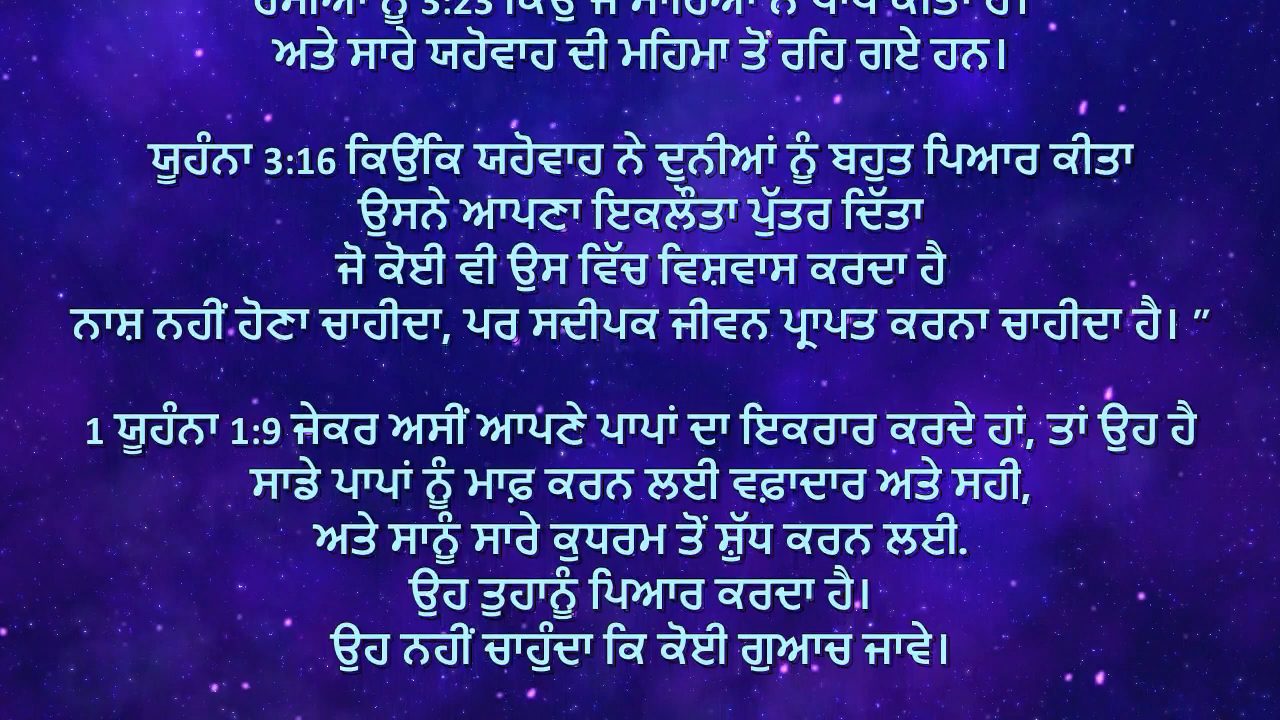 ਨੂੰ 3:23 ਕਿਉਂ ਜੋ ਸਾਰਿਆਂ ਨੇ ਪਾਪ ਕੀਤਾ ਹੈ।
ਅਤੇ ਸਾਰੇ ਯਹੋਵਾਹ ਦੀ ਮਹਿਮਾ ਤੋਂ ਰਹਿ ਗਏ ਹਨ।
ਯੂਹੰਨਾ 3:16 ਕਿਉਂਕਿ ਯਹੋਵਾਹ ਨੇ ਦੁਨੀਆਂ ਨੂੰ ਬਹੁਤ ਪਿਆਰ ਕੀਤਾ
ਉਸਨੇ ਆਪਣਾ ਇਕਲੌਤਾ ਪੁੱਤਰ ਦਿੱਤਾ
ਜੋ ਕੋਈ ਵੀ ਉਸ ਵਿੱਚ ਵਿਸ਼ਵਾਸ ਕਰਦਾ ਹੈ
ਨਾਸ਼ ਨਹੀਂ ਹੋਣਾ ਚਾਹੀਦਾ, ਪਰ ਸਦੀਪਕ ਜੀਵਨ ਪ੍ਰਾਪਤ ਕਰਨਾ ਚਾਹੀਦਾ ਹੈ। ”
1 ਯੂਹੰਨਾ 1:9 ਜੇਕਰ ਅਸੀਂ ਆਪਣੇ ਪਾਪਾਂ ਦਾ ਇਕਰਾਰ ਕਰਦੇ ਹਾਂ, ਤਾਂ ਉਹ ਹੈ
ਸਾਡੇ ਪਾਪਾਂ ਨੂੰ ਮਾਫ਼ ਕਰਨ ਲਈ ਵਫ਼ਾਦਾਰ ਅਤੇ ਸਹੀ,
ਅਤੇ ਸਾਨੂੰ ਸਾਰੇ ਕੁਧਰਮ ਤੋਂ ਸ਼ੁੱਧ ਕਰਨ ਲਈ.
ਉਹ ਤੁਹਾਨੂੰ ਪਿਆਰ ਕਰਦਾ ਹੈ।
ਉਹ ਨਹੀਂ ਚਾਹੁੰਦਾ ਕਿ ਕੋਈ ਗੁਆਚ ਜਾਵੇ।